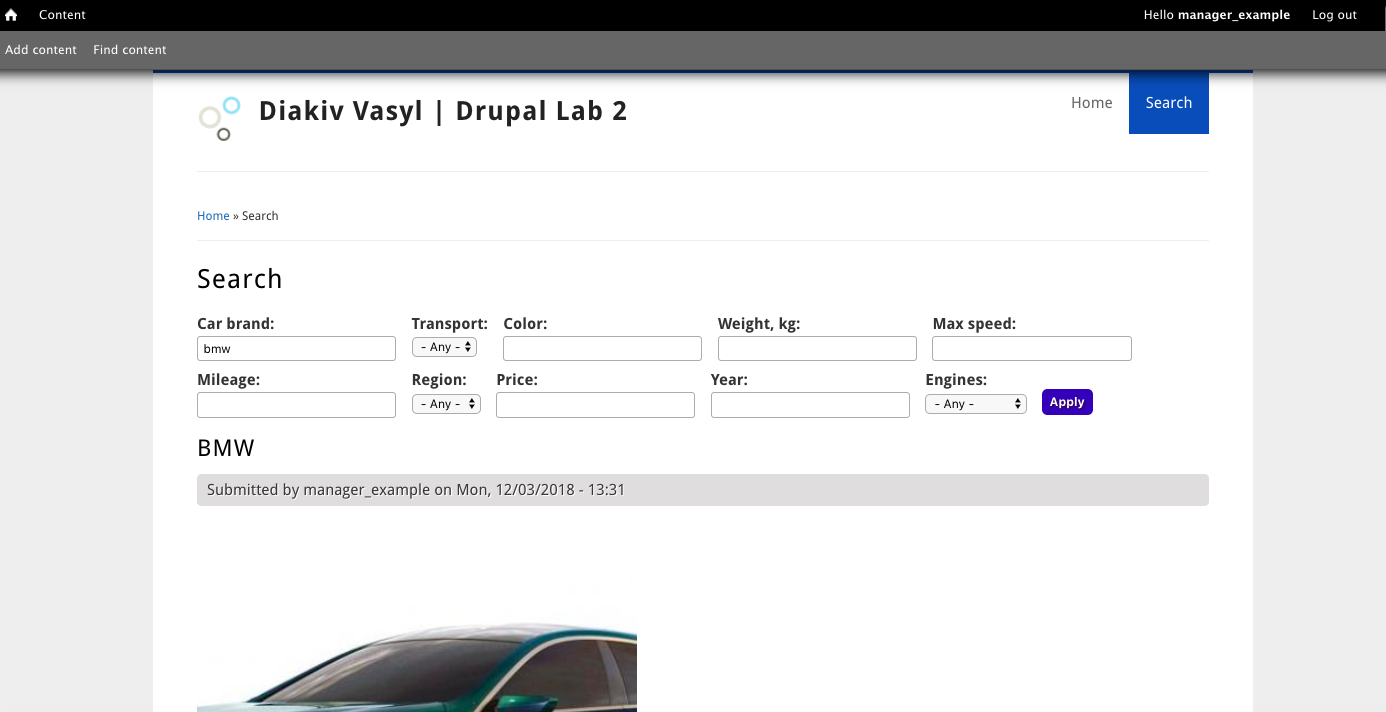 Content Hello manager_example Log out
Add content Find content
Diakiv Vasyl | Drupal Lab 2 Home Search
Home » Search
Search
Car brand: Transport: Color: Weight, kg: Max speed:
bmw - Any -
Mileage: Region: Price: Year: Engines:
- Any - - Any - Apply
BMW
Submitted by manager_example on Mon, 12/03/2018 - 13:31